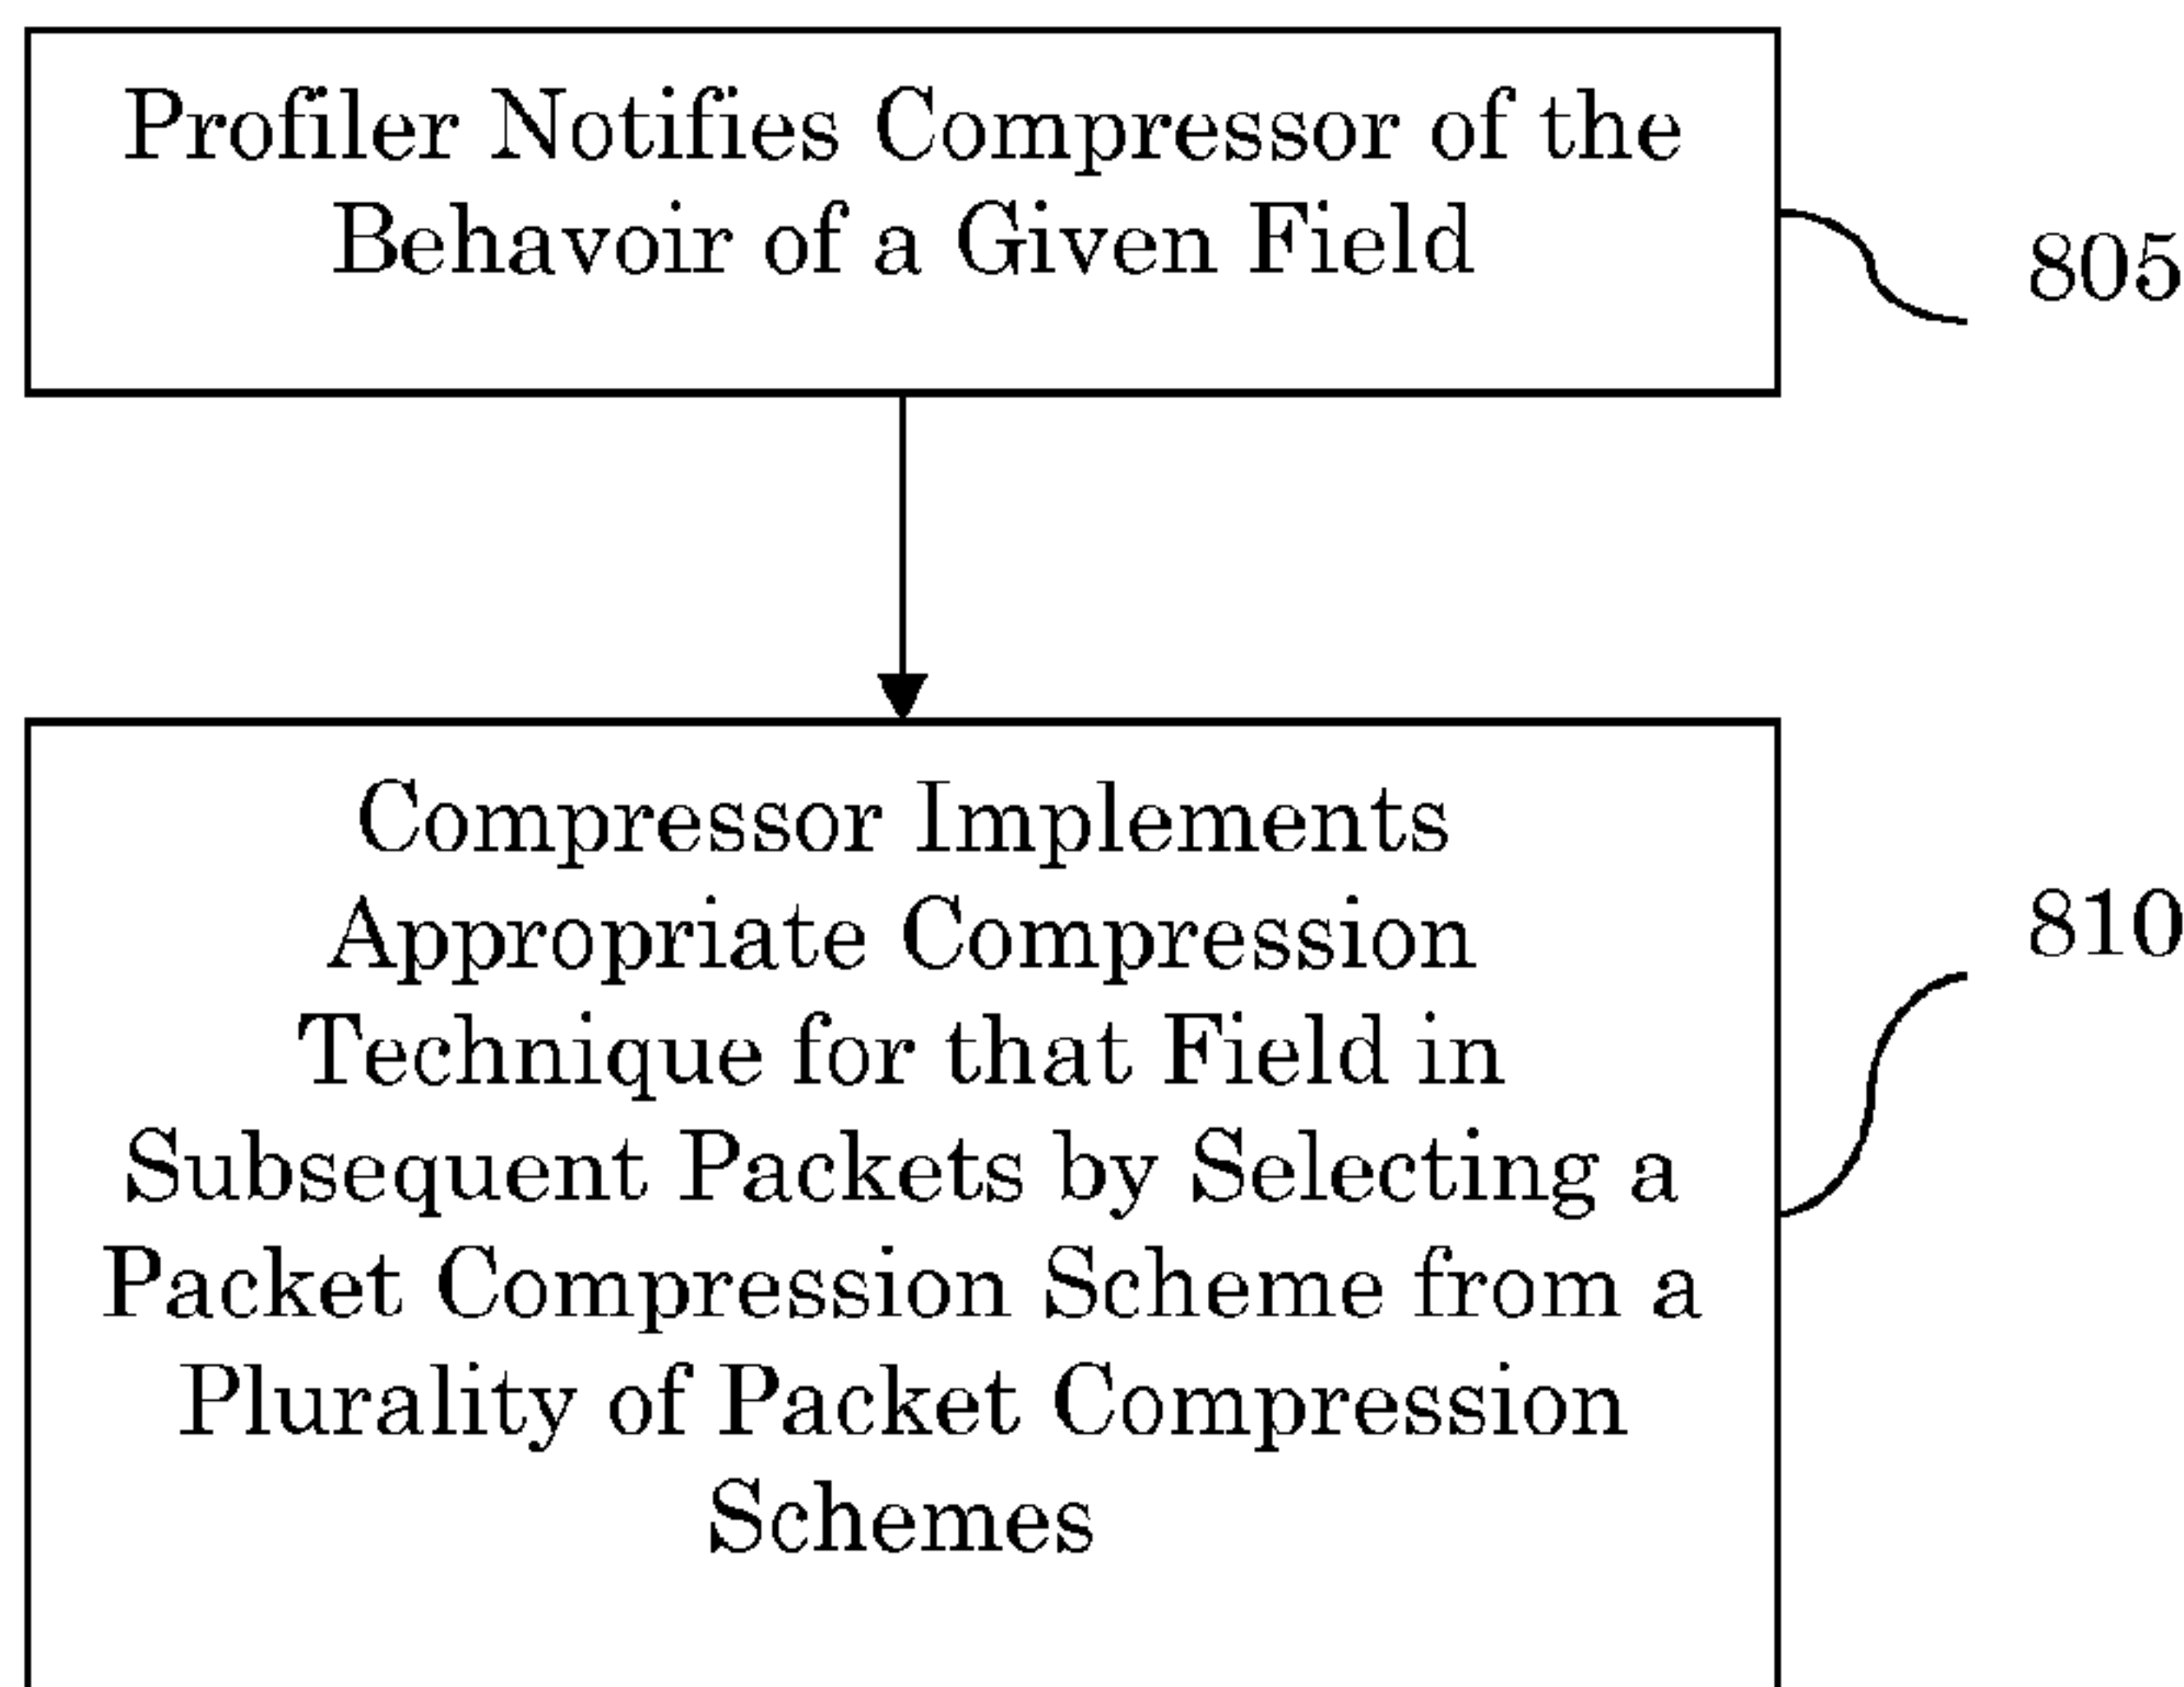 Profiler Notifies Compressor of the
Behavoir of a Given Field
805
Compressor Implements
Appropriate Compression
Technique for that Field in
Subsequent Packets by Selecting a
Packet Compression Scheme from a
Plurality of Packet Compression
Schemes
810